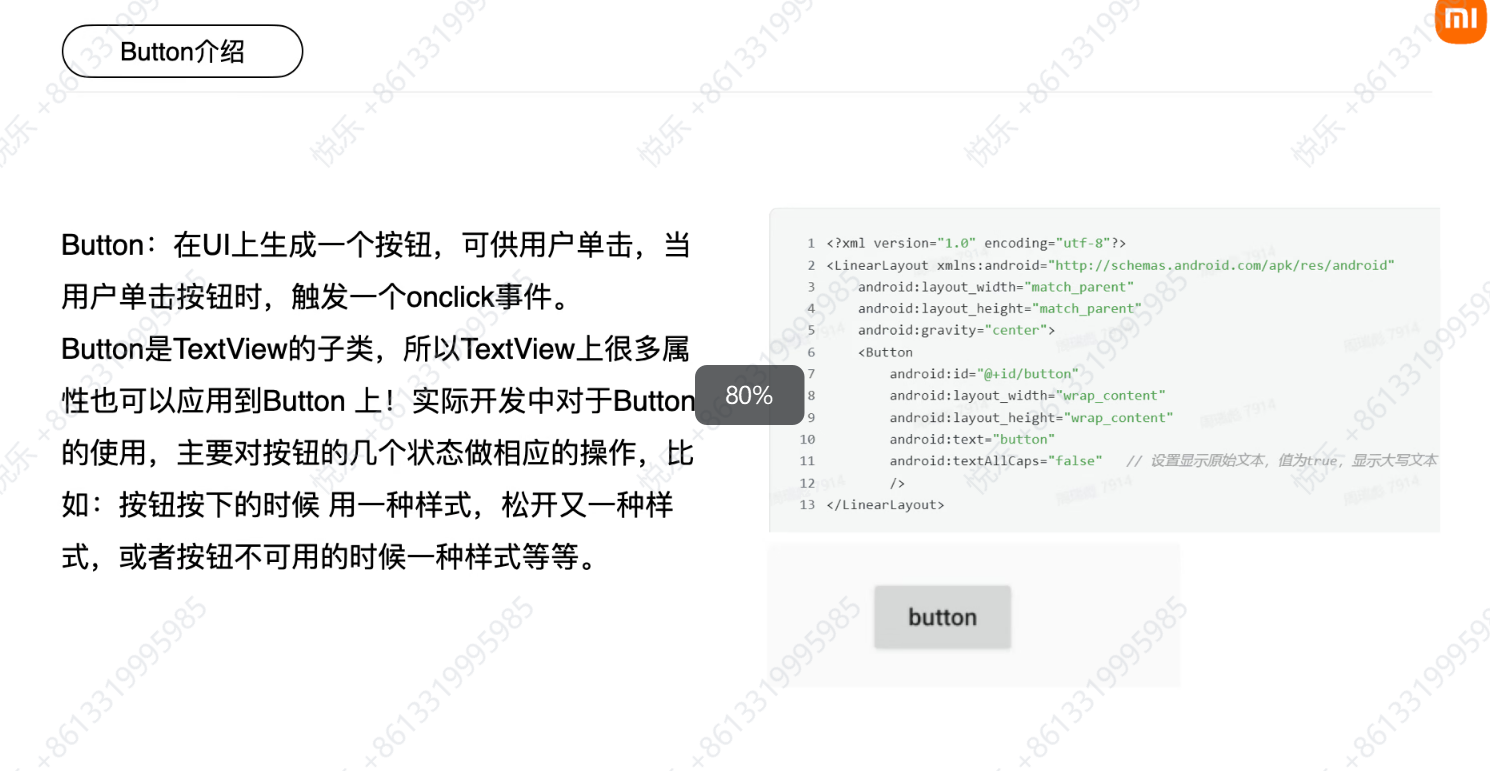 mi
Button介绍
Button：在UI上生成一个按钮，可供用户单击，当
用户单击按钮时，触发一个onclick事件。
Button是TextView的子类，所以TextView上很多属
性也可以应用到Button 上！实际开发中对于Button
的使用，主要对按钮的几个状态做相应的操作，比
如：按钮按下的时候 用一种样式，松开又一种样
式，或者按钮不可用的时候一种样式等等。
80%
1 <?xml version="1.0" encoding="utf-8"?>
2 <LinearLayout xmlns:android="http://schemas.android.com/apk/res/android"
3 android:layout_width="match_parent"
4 android:layout_height="match_parent"
5 android:gravity="center">
6 <Button
7 android:id="@+id/button"
8 android:layout_width="wrap_content"
9 android:layout_height="wrap_content"
10 android:text="button"
11 android:textAllCaps="false" // 设置显示原始文本，值为true，显示大写文本
12 />
13 </LinearLayout>
button
悦乐 +8613319995985